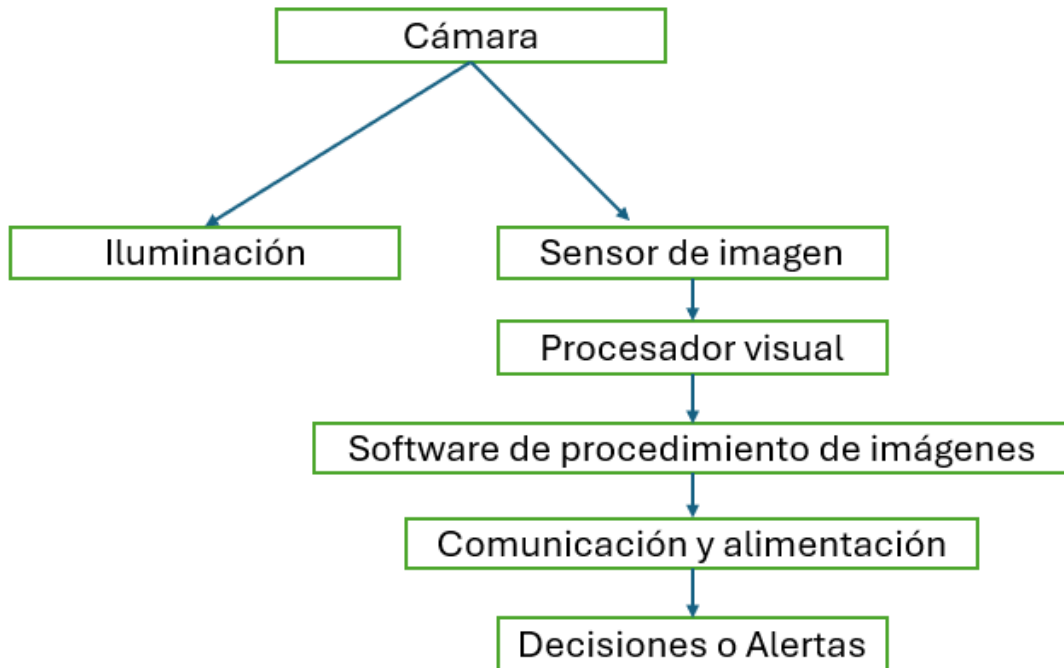 Cámara
Iluminación
Sensor de imagen
Procesador visual
Software de procedimiento de imágenes
Comunicación y alimentación
Decisiones o Alertas